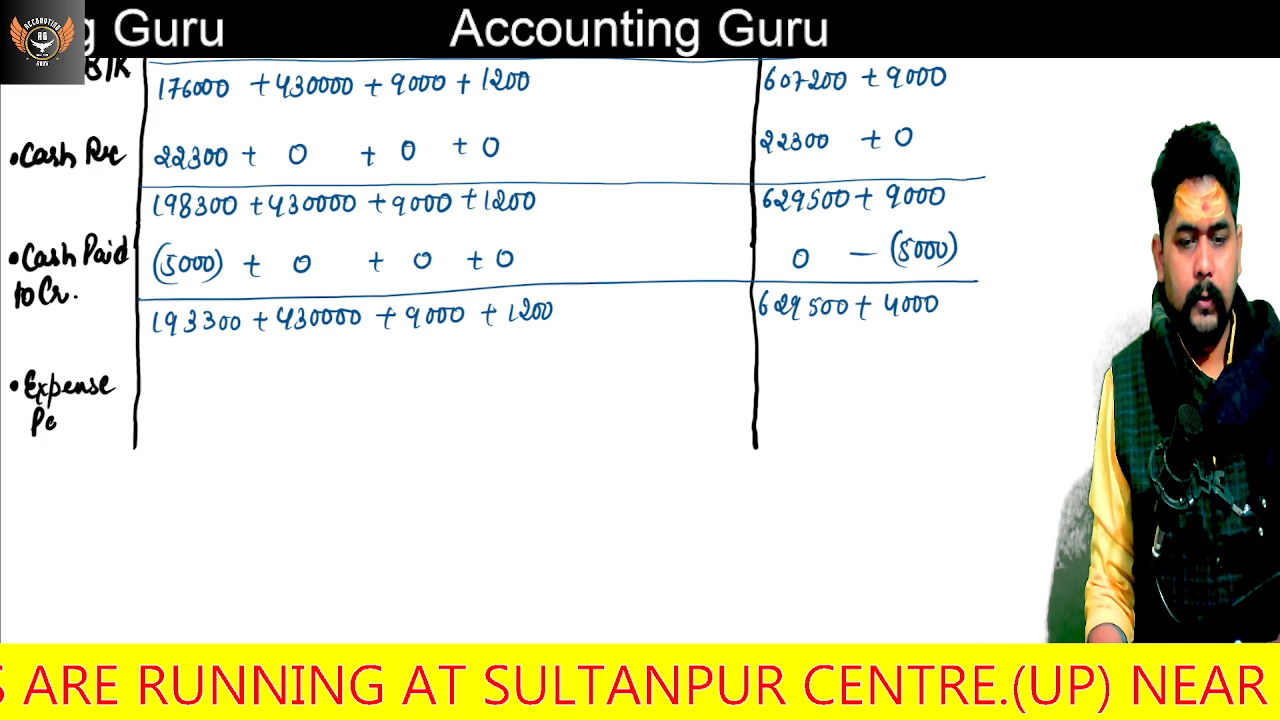 g Guru Accounting Guru
B/R 176000 + 430000 + 9000 + 1200 607200 + 9000
• Cash Rec 22300 + 0 + 0 + 0 22300 + 0
198300 + 430000 + 9000 + 1200 629500 + 9000
• Cash Paid to Cr. (5000) + 0 + 0 + 0 0 – (5000)
193300 + 430000 + 9000 + 1200 629500 + 4000
• Expense
Pe
S ARE RUNNING AT SULTANPUR CENTRE.(UP) NEAR